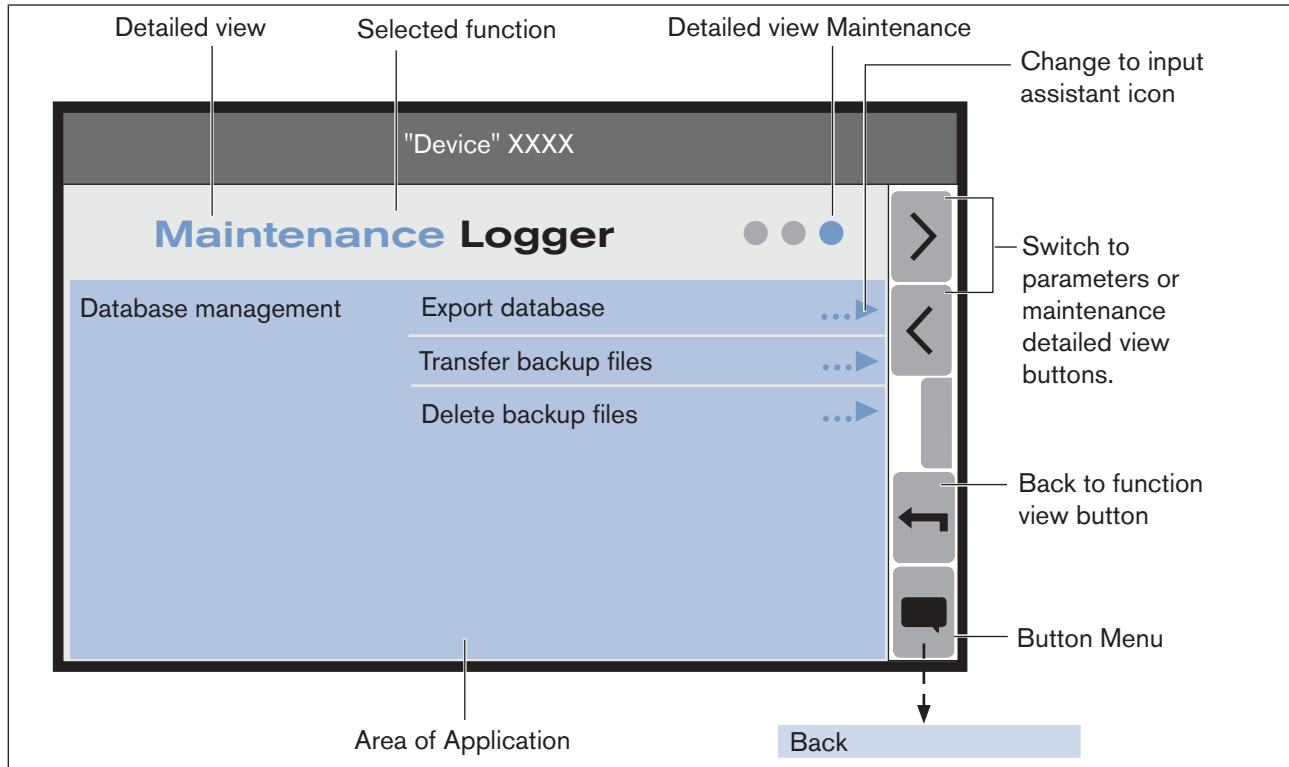 Detailed view
Selected function
Detailed view Maintenance
Change to input
assistant icon
"Device" XXXX
Maintenance Logger
Database management
Export database
...
Transfer backup files
...
Delete backup files
...
Switch to
parameters or
maintenance
detailed view
buttons.
Back to function
view button
Button Menu
Area of Application
Back